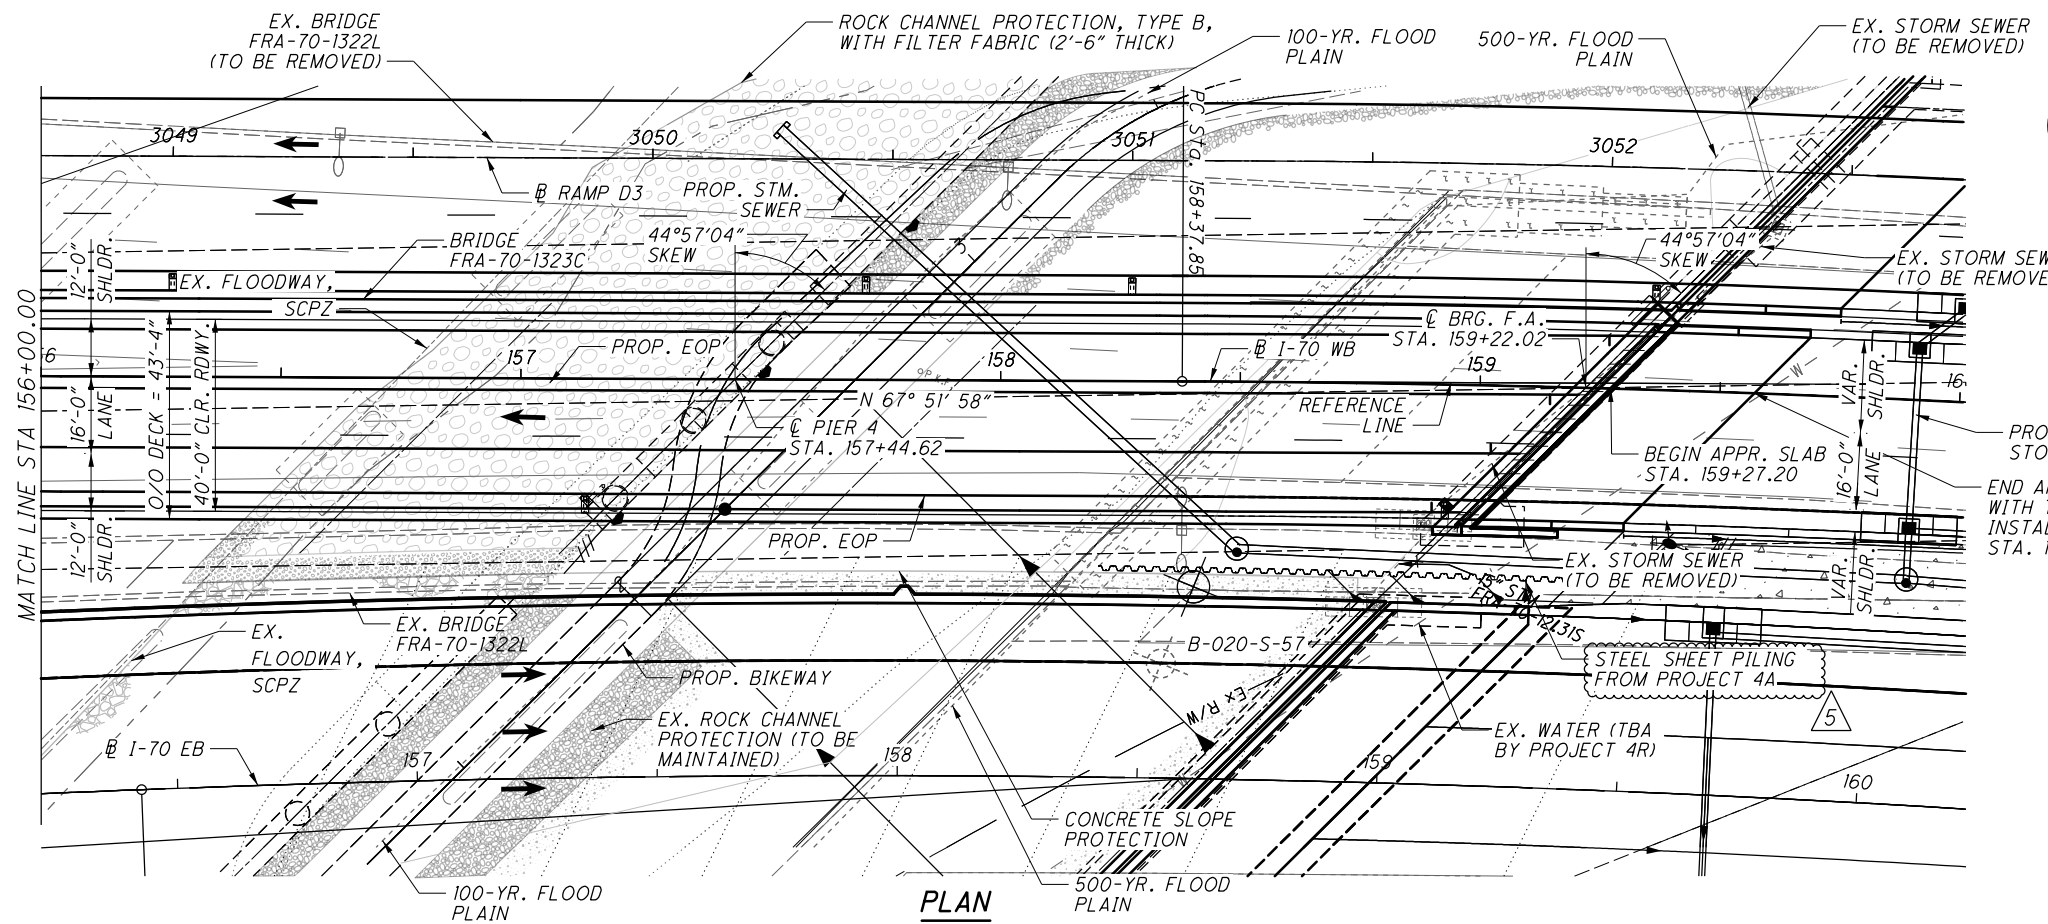 EX. BRIDGE
FRA-70-1322L
(TO BE REMOVED)
ROCK CHANNEL PROTECTION, TYPE B,
WITH FILTER FABRIC (2'-6" THICK)
100-YR. FLOOD
PLAIN
500-YR. FLOOD
PLAIN
EX. STORM SEWER
(TO BE REMOVED)
3049
3050
3051
3052
PC Sta. 158+37.85
B RAMP D3
PROP. STM.
SEWER
44°57'04"
SKEW
44°57'04"
SKEW
BRIDGE
FRA-70-1323C
EX. STORM SEW
(TO BE REMOVE
EX. FLOODWAY,
SCPZ
3
MATCH LINE STA 156+00.00
12'-0"
SHLDR.
16'-0"
LANE
12'-0"
SHLDR.
O/O DECK = 43'-4"
40'-0" CLR. RDWY.
6
157
PROP. EOP
158
B I-70 WB
℄ BRG. F.A.
STA. 159+22.02
159
16
W
N 67° 51' 58"
REFERENCE
LINE
℄ PIER 4
STA. 157+44.62
BEGIN APPR. SLAB
STA. 159+27.20
VAR.
SHLDR.
16'-0"
LANE
VAR.
SHLDR.
PRO
STO
END A
WITH
INSTAL
STA. 1
PROP. EOP
EX. STORM SEWER
(TO BE REMOVED)
15" STM
EX. BRIDGE
FRA-70-1322L
EX.
FLOODWAY,
SCPZ
B-020-S-57
STEEL SHEET PILING
FROM PROJECT 4A
5
PROP. BIKEWAY
EX R/W
EX. ROCK CHANNEL
PROTECTION (TO BE
MAINTAINED)
EX. WATER (TBA
BY PROJECT 4R)
B I-70 EB
157
158
159
160
CONCRETE SLOPE
PROTECTION
100-YR. FLOOD
PLAIN
500-YR. FLOOD
PLAIN
PLAN